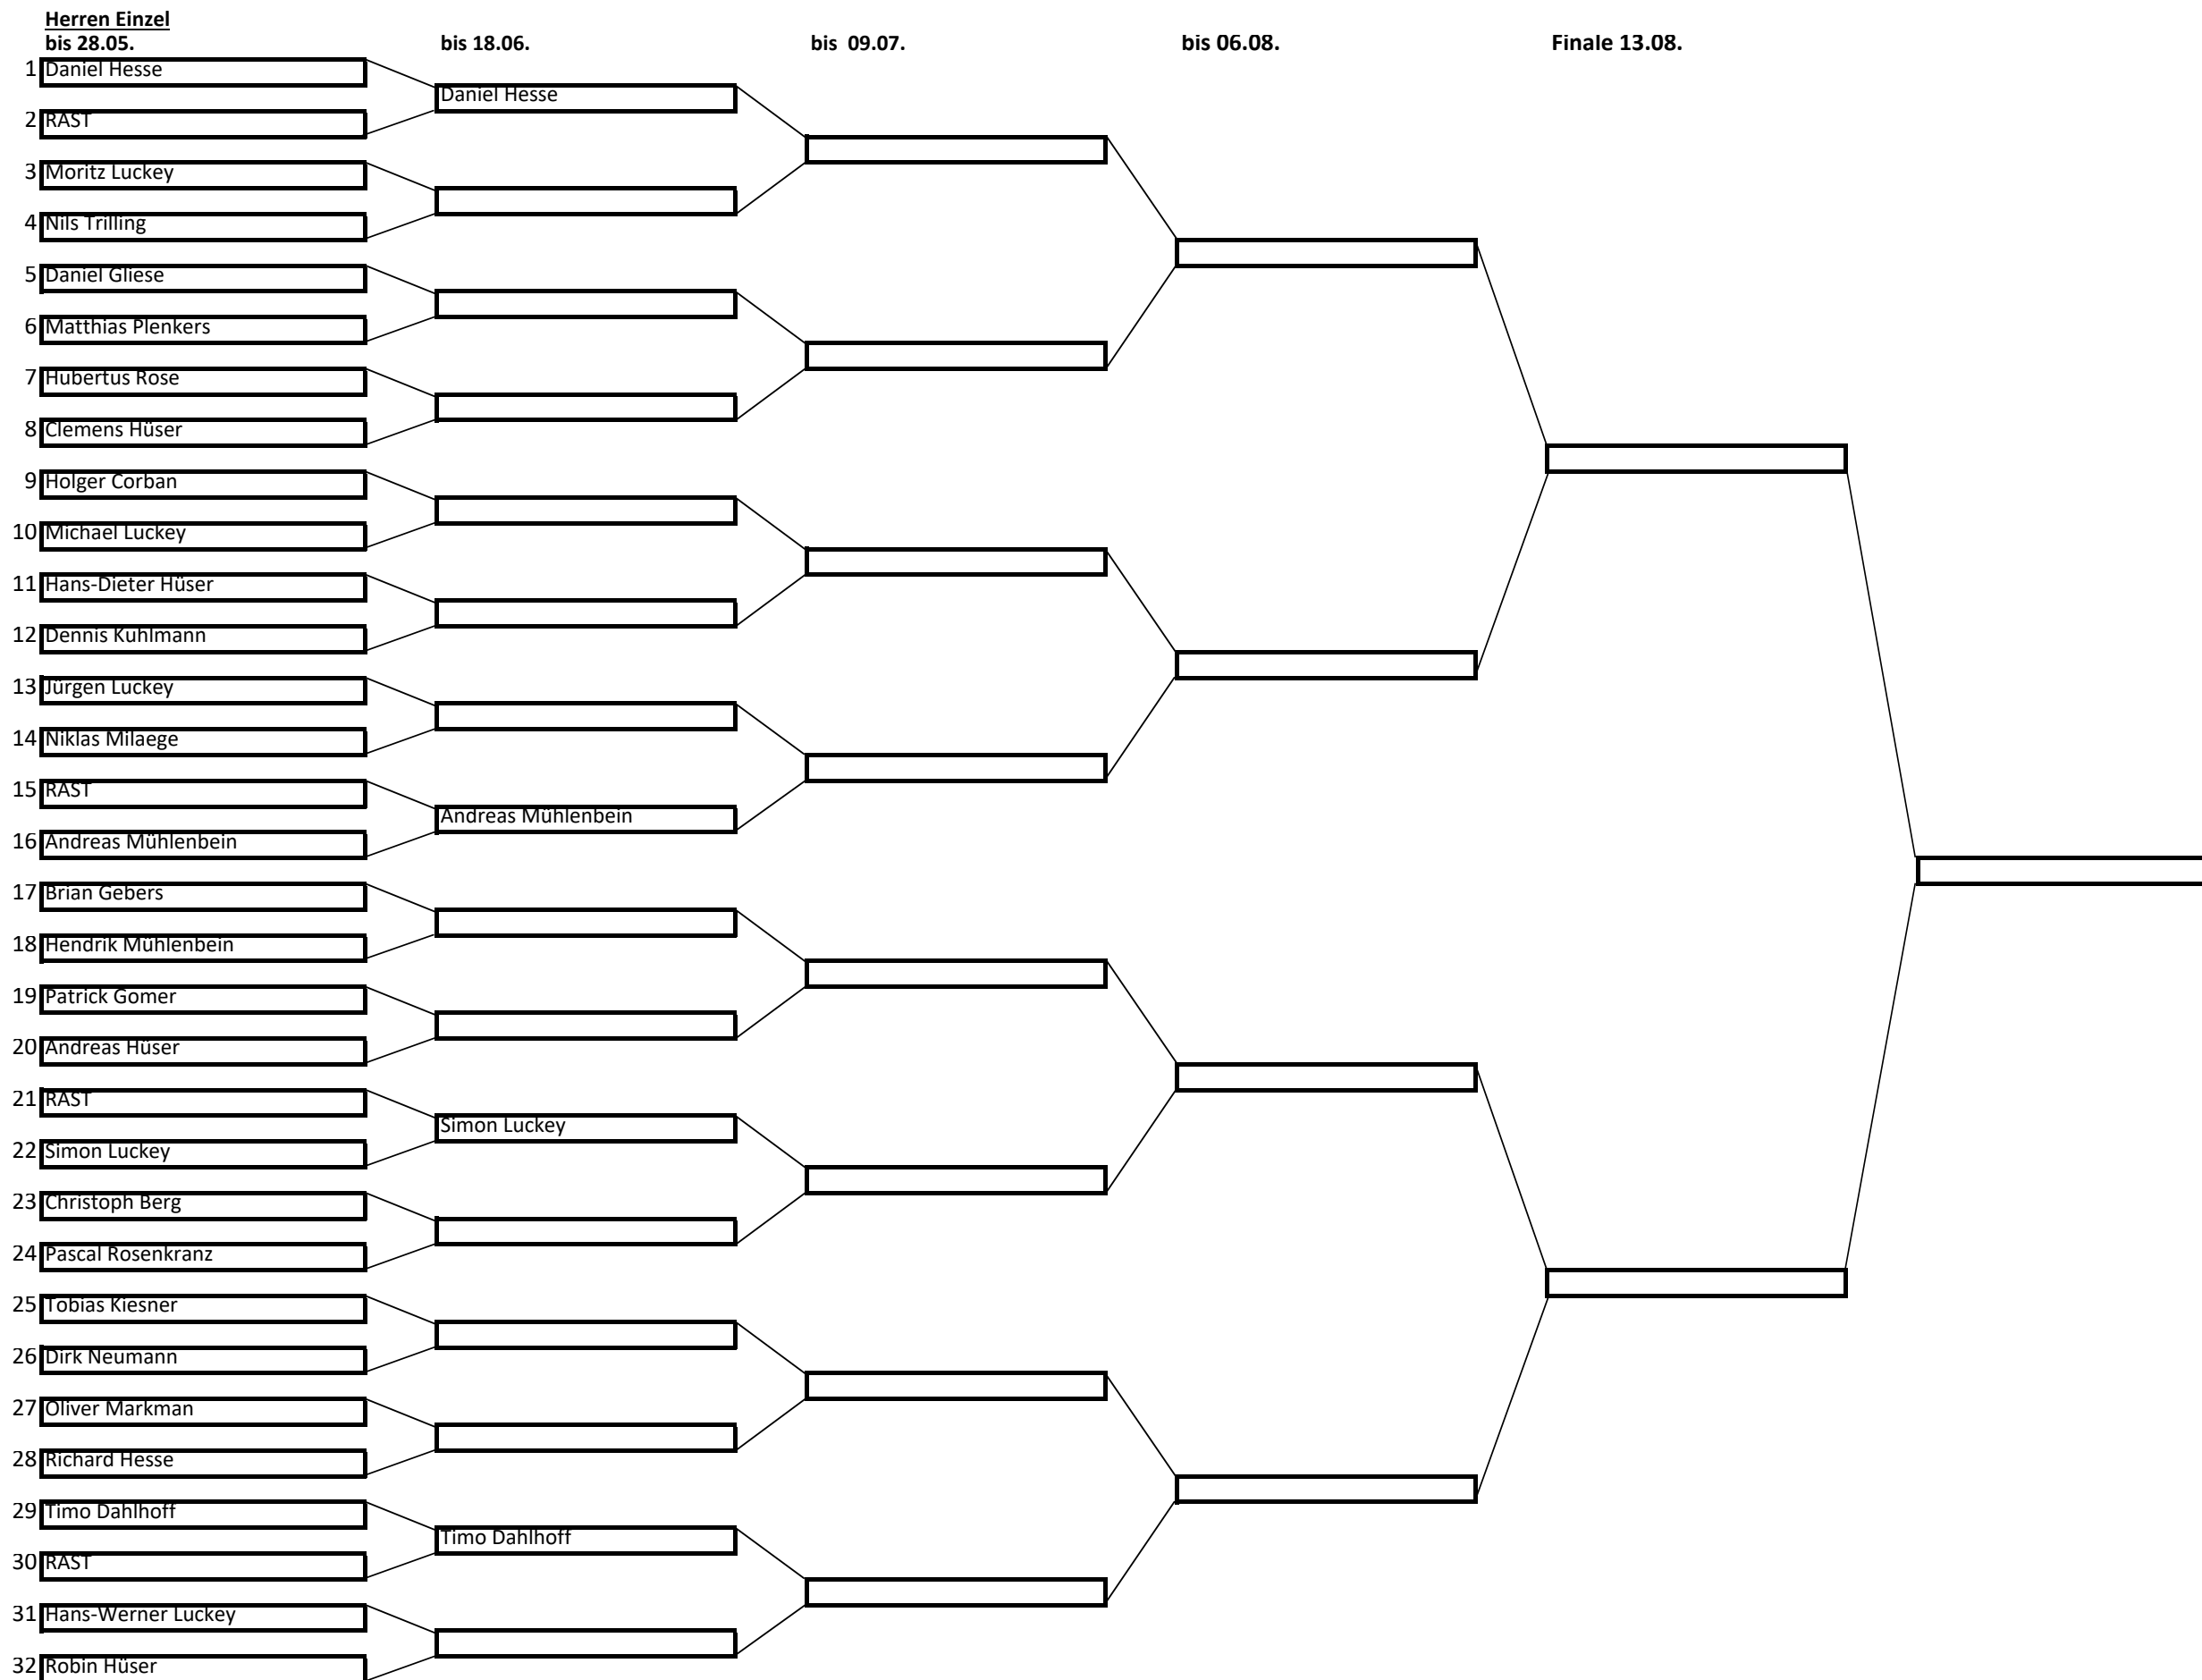 Herren Einzel
bis 28.05. bis 18.06. bis 09.07. bis 06.08. Finale 13.08.
1 Daniel Hesse
Daniel Hesse
2 RAST
3 Moritz Luckey
4 Nils Trilling
5 Daniel Gliese
6 Matthias Plenkers
7 Hubertus Rose
8 Clemens Hüser
9 Holger Corban
10 Michael Luckey
11 Hans-Dieter Hüser
12 Dennis Kuhlmann
13 Jürgen Luckey
14 Niklas Milaege
15 RAST
Andreas Mühlenbein
16 Andreas Mühlenbein
17 Brian Gebers
18 Hendrik Mühlenbein
19 Patrick Gomer
20 Andreas Hüser
21 RAST
Simon Luckey
22 Simon Luckey
23 Christoph Berg
24 Pascal Rosenkranz
25 Tobias Kiesner
26 Dirk Neumann
27 Oliver Markman
28 Richard Hesse
29 Timo Dahlhoff
Timo Dahlhoff
30 RAST
31 Hans-Werner Luckey
32 Robin Hüser